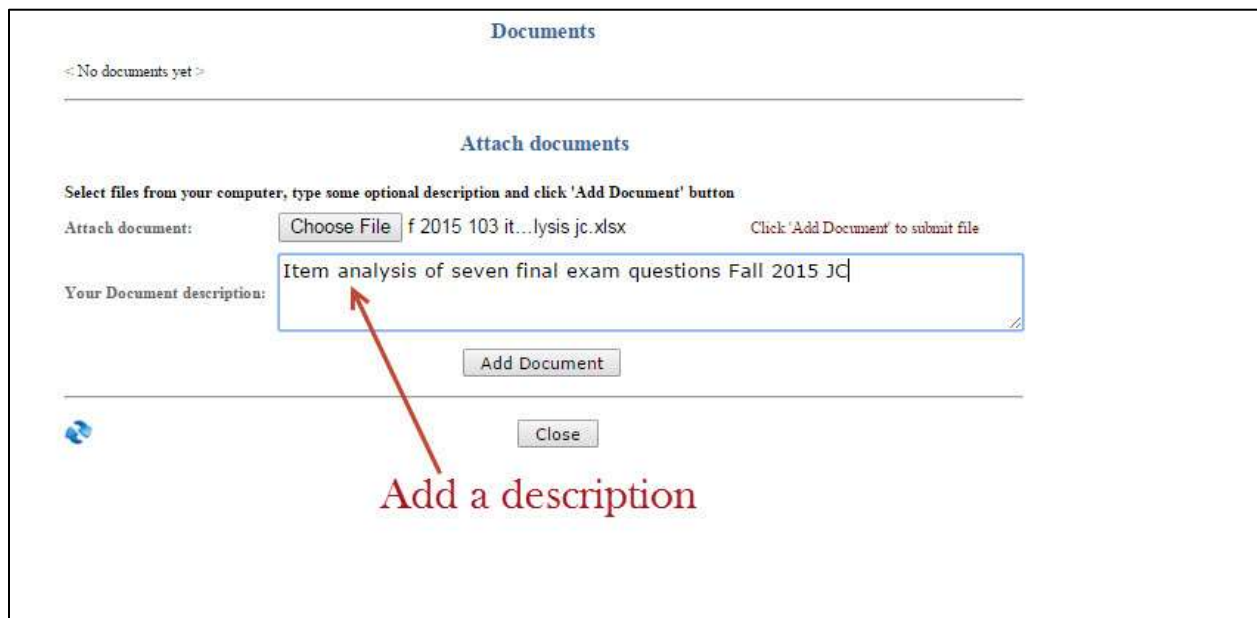 Documents
< No documents yet >
Attach documents
Select files from your computer, type some optional description and click 'Add Document' button
Attach document: Choose File f 2015 103 it...lysis jc.xlsx Click 'Add Document' to submit file
Your Document description: Item analysis of seven final exam questions Fall 2015 JC
Add Document
Close
Add a description